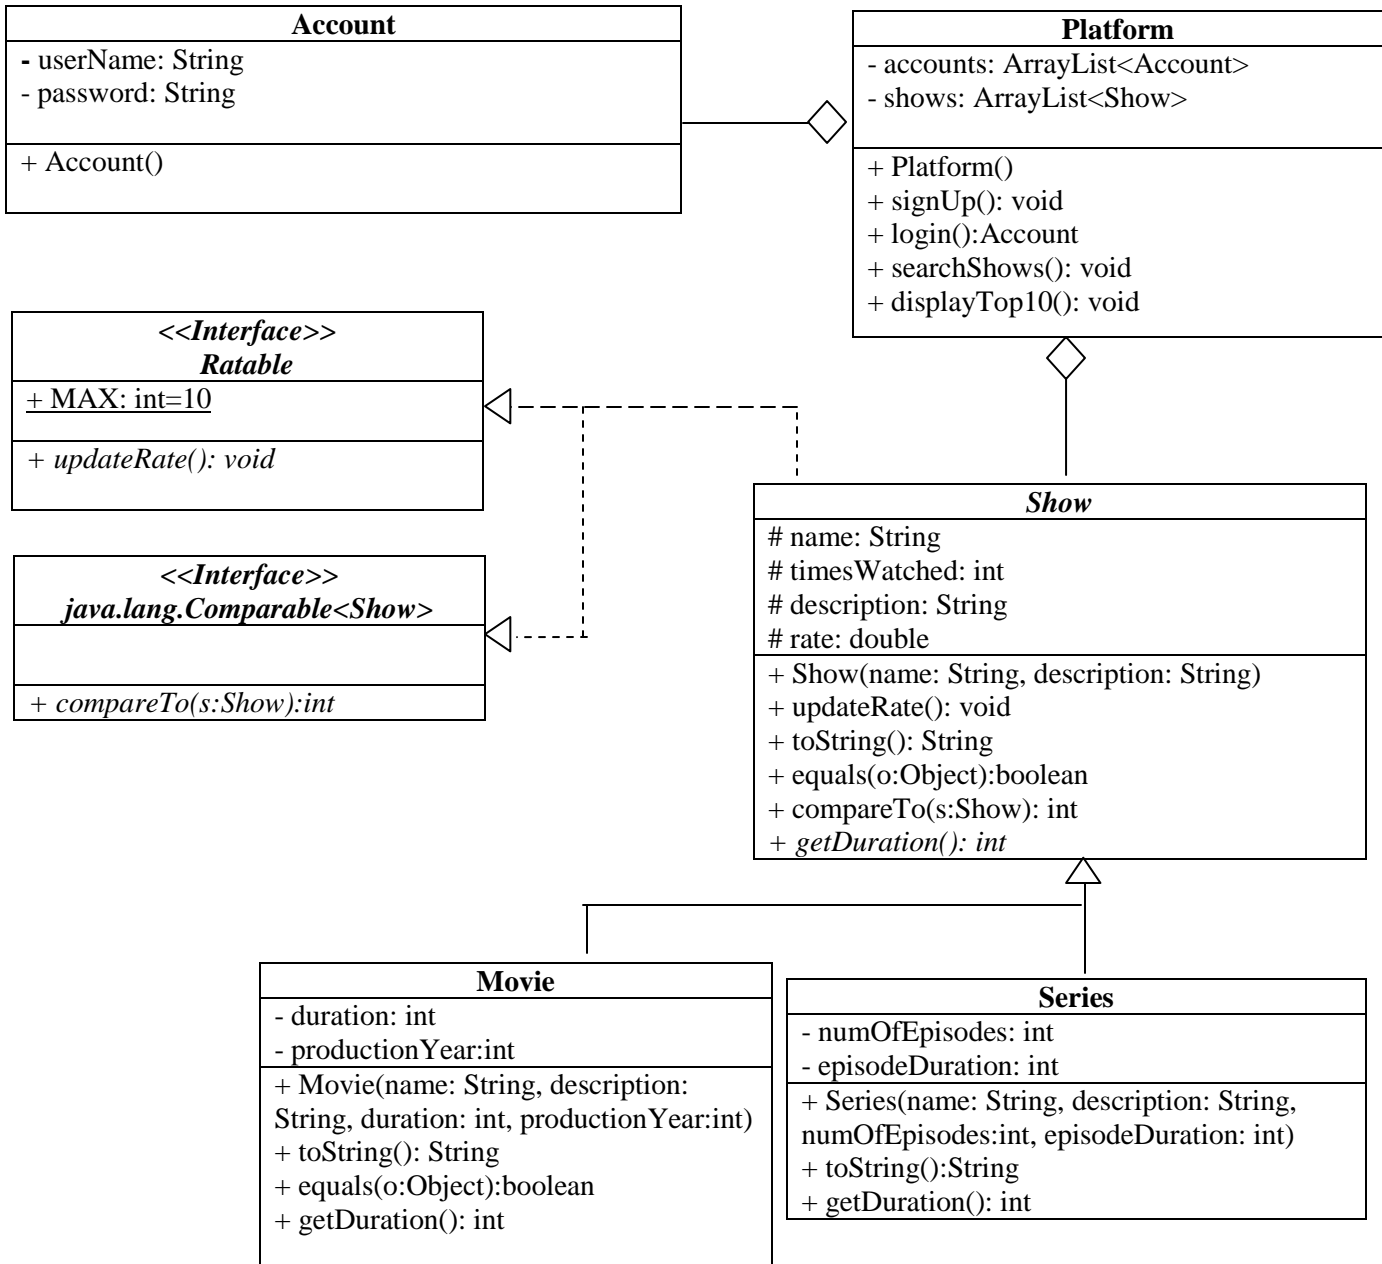 Account
- userName: String
- password: String
+ Account()
Platform
- accounts: ArrayList<Account>
- shows: ArrayList<Show>
+ Platform()
+ signUp(): void
+ login():Account
+ searchShows(): void
+ displayTop10(): void
<<Interface>>
Ratable
+ MAX: int=10
+ updateRate(): void
<<Interface>>
java.lang.Comparable<Show>
+ compareTo(s:Show):int
Show
# name: String
# timesWatched: int
# description: String
# rate: double
+ Show(name: String, description: String)
+ updateRate(): void
+ toString(): String
+ equals(o:Object):boolean
+ compareTo(s:Show): int
+ getDuration(): int
Movie
- duration: int
- productionYear:int
+ Movie(name: String, description:
String, duration: int, productionYear:int)
+ toString(): String
+ equals(o:Object):boolean
+ getDuration(): int
Series
- numOfEpisodes: int
- episodeDuration: int
+ Series(name: String, description: String,
numOfEpisodes:int, episodeDuration: int)
+ toString():String
+ getDuration(): int